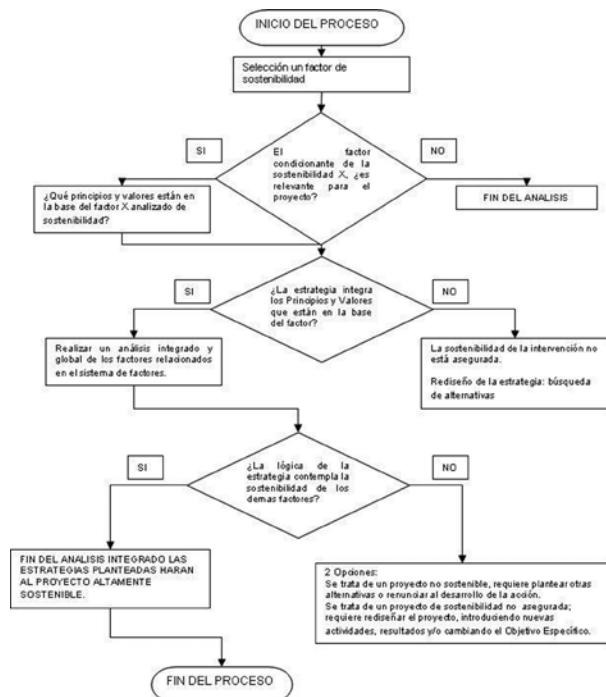 INICIO DEL PROCESO
Selección un factor de
sostenibilidad
SI
El factor
condicionante de la
sostenibilidad X, ¿es
relevante para el
proyecto?
NO
¿Qué principios y valores están en
la base del factor X analizado de
sostenibilidad?
FIN DEL ANALISIS
SI
¿La estrategia integra
los Principios y Valores
que están en la base
del factor?
NO
Realizar un análisis integrado y
global de los factores relacionados
en el sistema de factores.
La sostenibilidad de la intervención no
está asegurada.
Rediseño de la estrategia: búsqueda
de alternativas
SI
¿La lógica de la
estrategia contempla la
sostenibilidad de los
demas factores?
NO
FIN DEL ANALISIS INTEGRADO LAS
ESTRATEGIAS PLANTEADAS HARAN
AL PROYECTO ALTAMENTE
SOSTENIBLE.
2 Opciones:
Se trata de un proyecto no sostenible, requiere plantear otras
alternativas o renunciar al desarrollo de la acción.
Se trata de un proyecto de sostenibilidad no asegurada;
requiere rediseñar el proyecto, introduciendo nuevas
actividades, resultados y/o cambiando el Objetivo Específico.
FIN DEL PROCESO